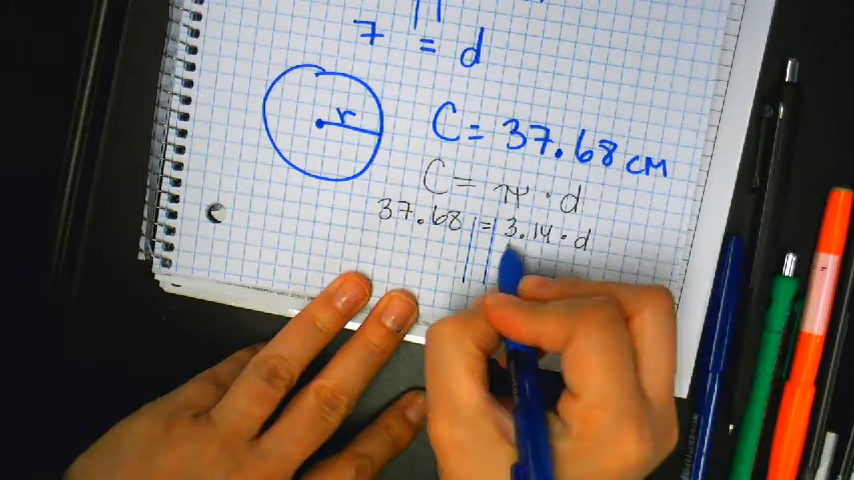 7 = d
r
C = 37.68 cm
C = π · d
37.68 = 3.14 · d